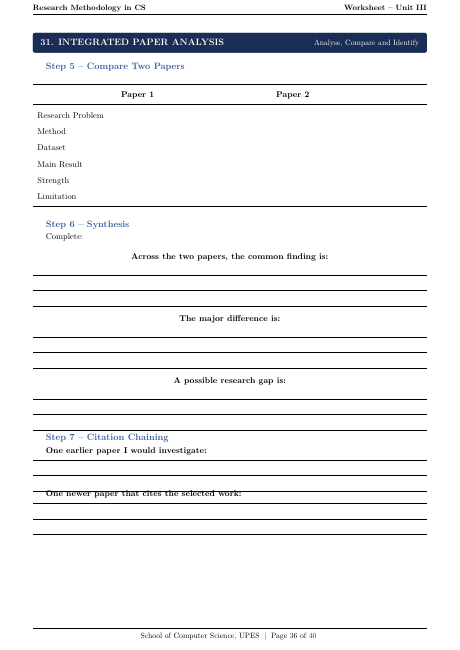 Research Methodology in CS Worksheet – Unit III
31. INTEGRATED PAPER ANALYSIS Analyse, Compare and Identify
Step 5 – Compare Two Papers
Paper 1 Paper 2
Research Problem
Method
Dataset
Main Result
Strength
Limitation
Step 6 – Synthesis
Complete:
Across the two papers, the common finding is:
The major difference is:
A possible research gap is:
Step 7 – Citation Chaining
One earlier paper I would investigate:
One newer paper that cites the selected work:
School of Computer Science, UPES | Page 36 of 40